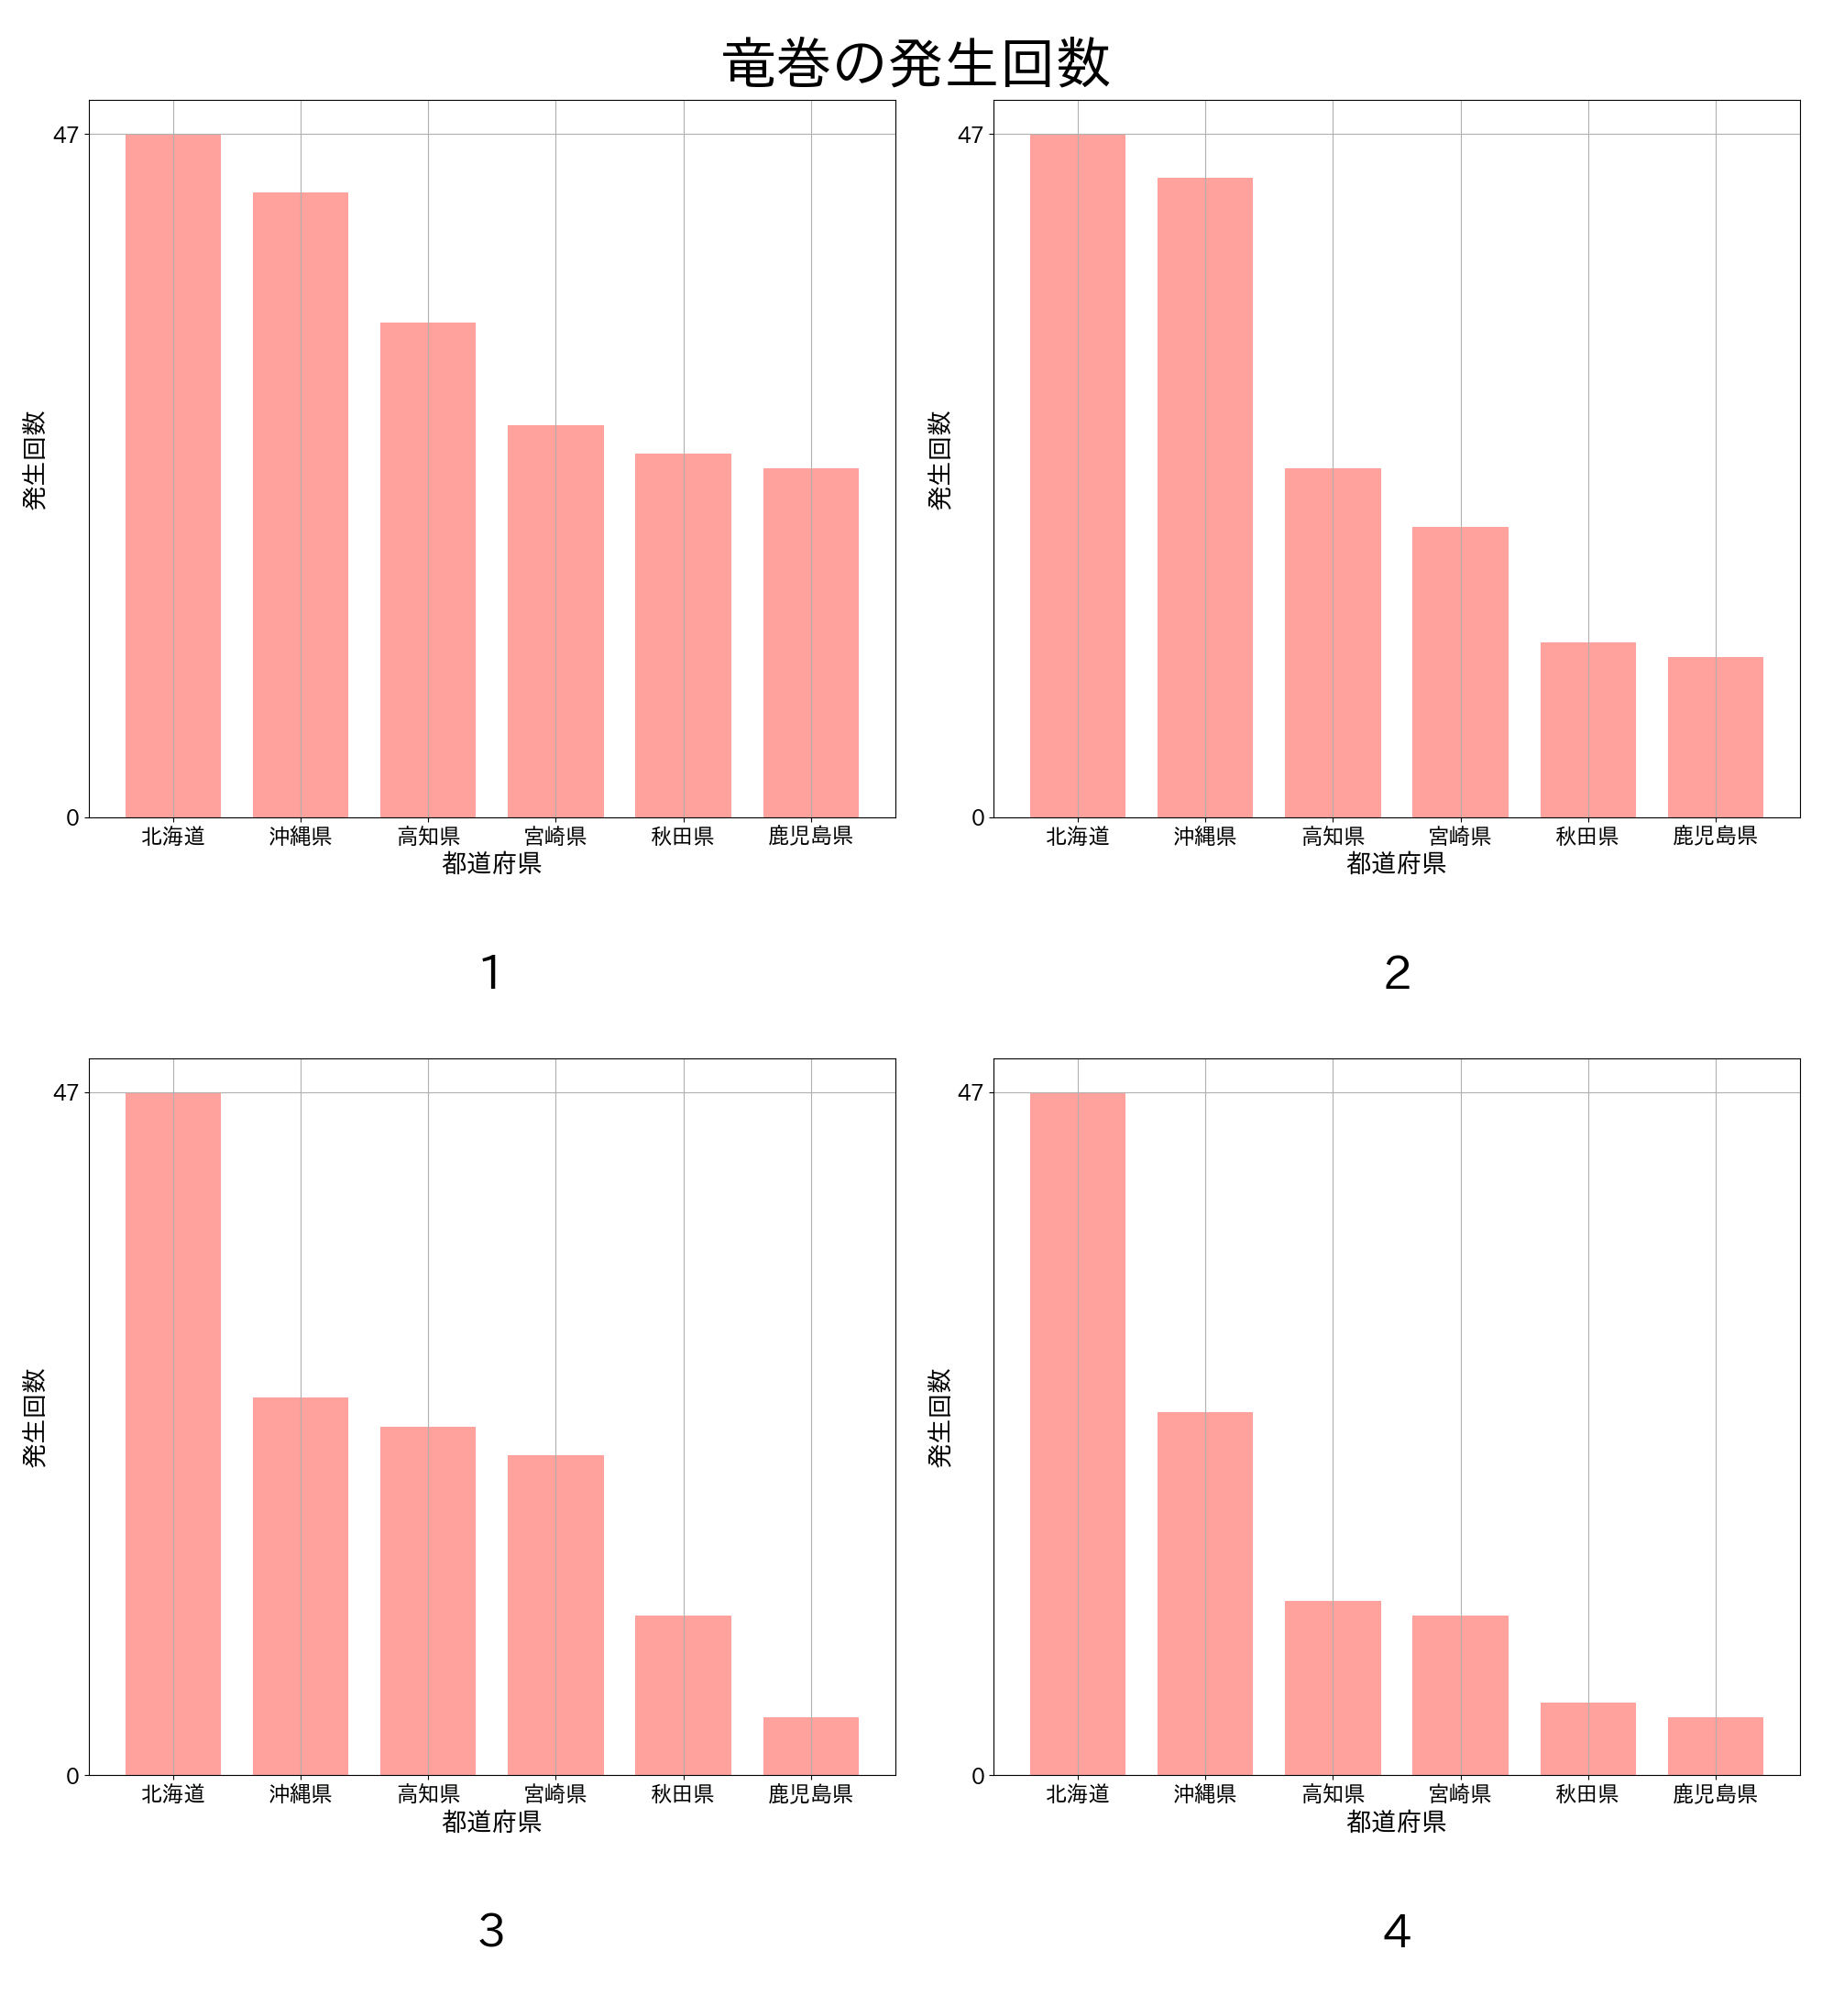 竜巻の発生回数
47
0
発生回数
北海道 沖縄県 高知県 宮崎県 秋田県 鹿児島県
都道府県
1
47
0
発生回数
北海道 沖縄県 高知県 宮崎県 秋田県 鹿児島県
都道府県
2
47
0
発生回数
北海道 沖縄県 高知県 宮崎県 秋田県 鹿児島県
都道府県
3
47
0
発生回数
北海道 沖縄県 高知県 宮崎県 秋田県 鹿児島県
都道府県
4